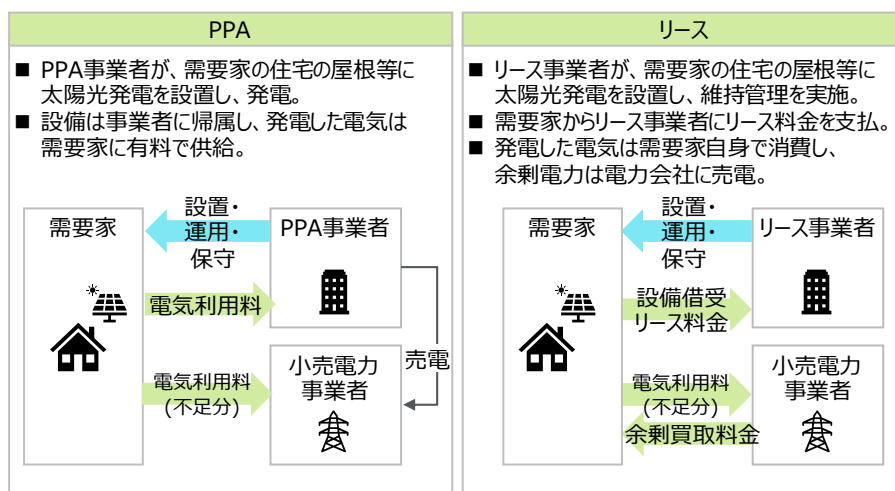 PPA
■ PPA事業者が、需要家の住宅の屋根等に
太陽光発電を設置し、発電。
■ 設備は事業者に帰属し、発電した電気は
需要家に有料で供給。
需要家
設置・
運用・
保守
PPA事業者
電気利用料
売電
電気利用料
(不足分)
小売電力
事業者
リース
■ リース事業者が、需要家の住宅の屋根等に
太陽光発電を設置し、維持管理を実施。
■ 需要家からリース事業者にリース料金を支払。
■ 発電した電気は需要家自身で消費し、
余剰電力は電力会社に売電。
需要家
設置・
運用・
保守
リース事業者
設備借受
リース料金
電気利用料
(不足分)
余剰買取料金
小売電力
事業者